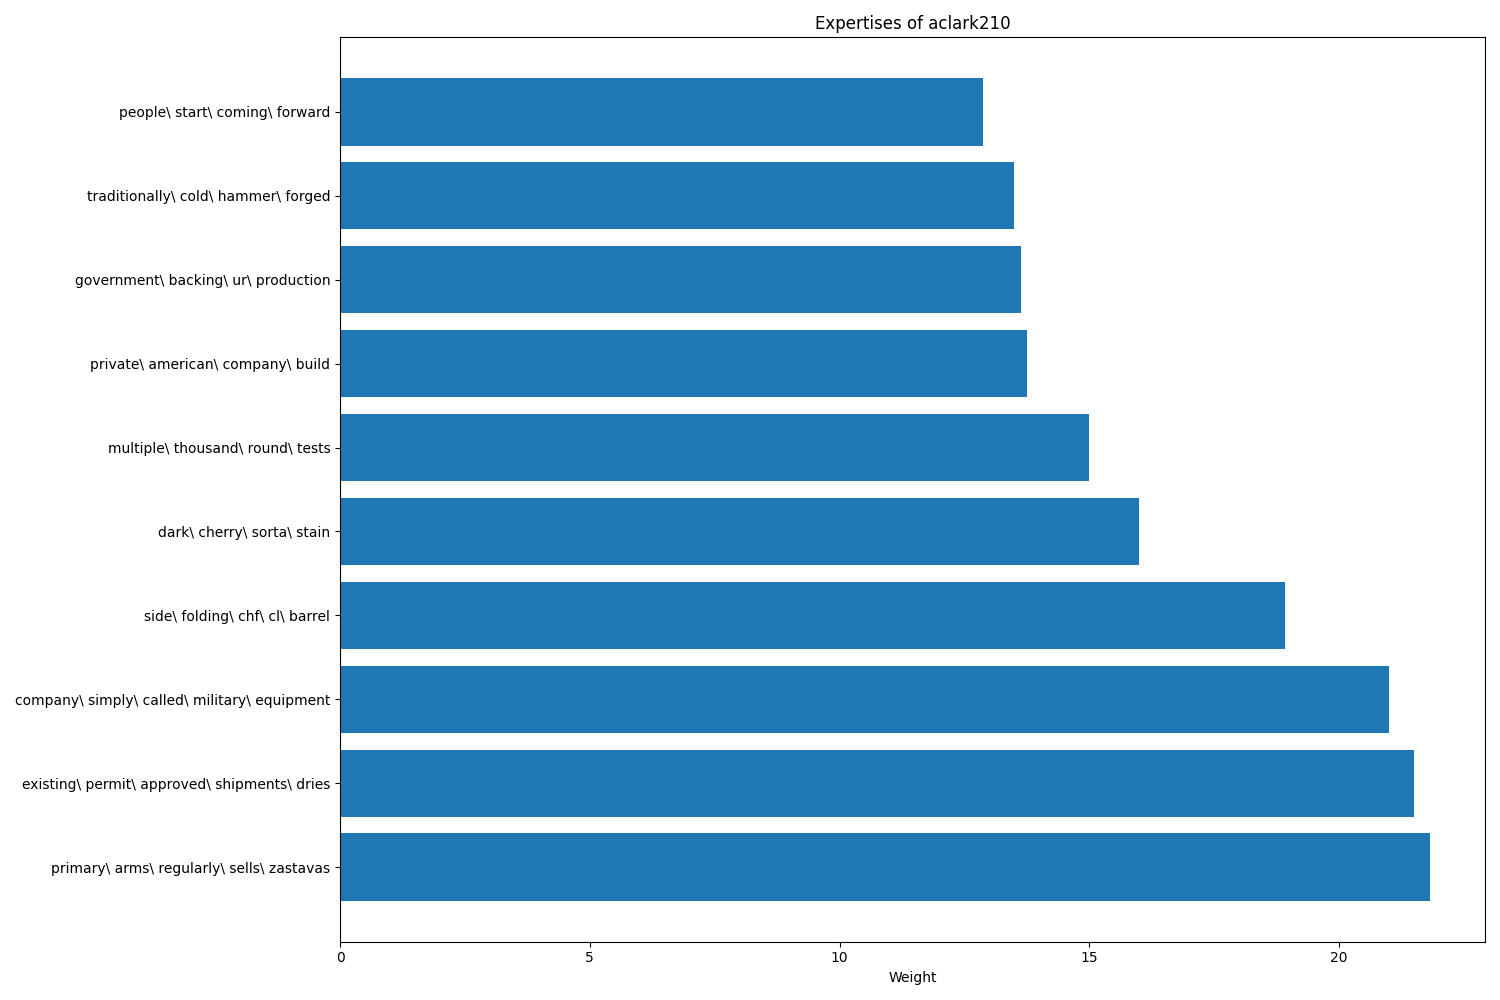 Expertises of aclark210
people\ start\ coming\ forward
traditionally\ cold\ hammer\ forged
government\ backing\ ur\ production
private\ american\ company\ build
multiple\ thousand\ round\ tests
dark\ cherry\ sorta\ stain
side\ folding\ chf\ cl\ barrel
company\ simply\ called\ military\ equipment
existing\ permit\ approved\ shipments\ dries
primary\ arms\ regularly\ sells\ zastavas
0 5 10 15 20
Weight